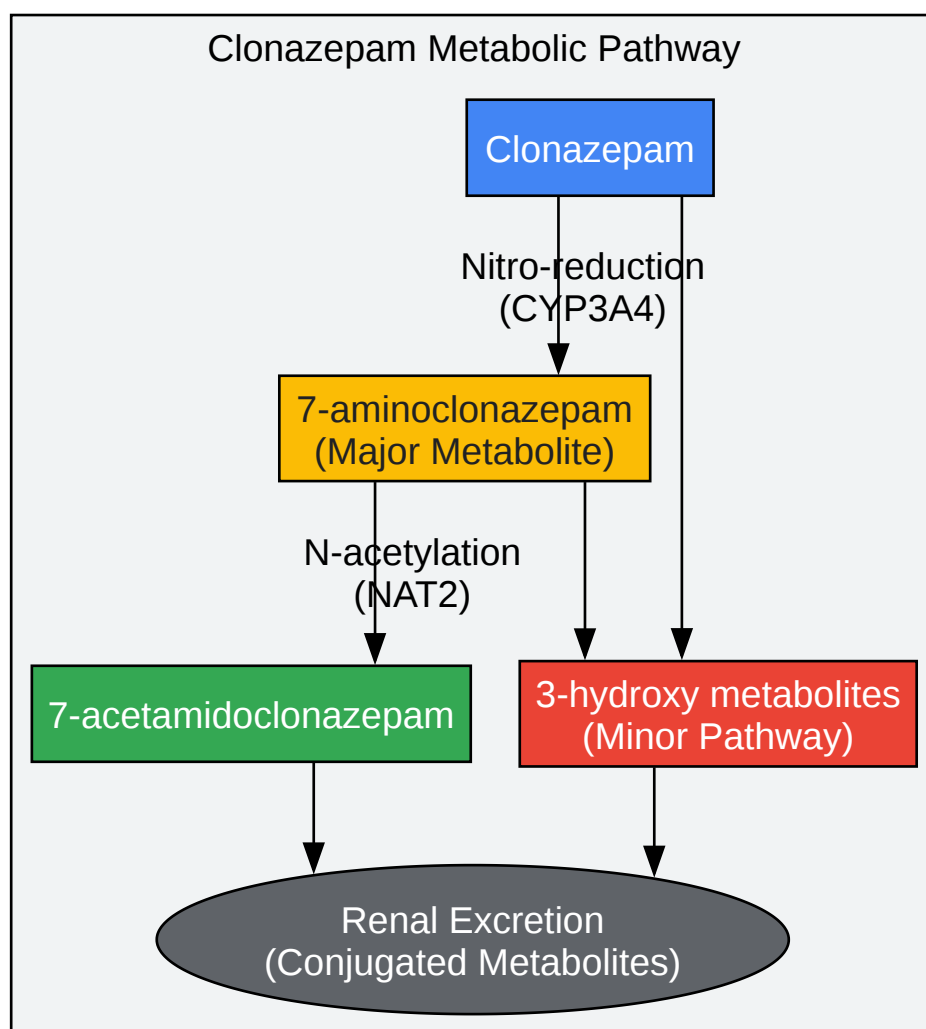 Clonazepam Metabolic Pathway
Clonazepam
Nitro-reduction
(CYP3A4)
7-aminoclonazepam
(Major Metabolite)
N-acetylation
(NAT2)
7-acetamidoclonazepam
3-hydroxy metabolites
(Minor Pathway)
Renal Excretion
(Conjugated Metabolites)